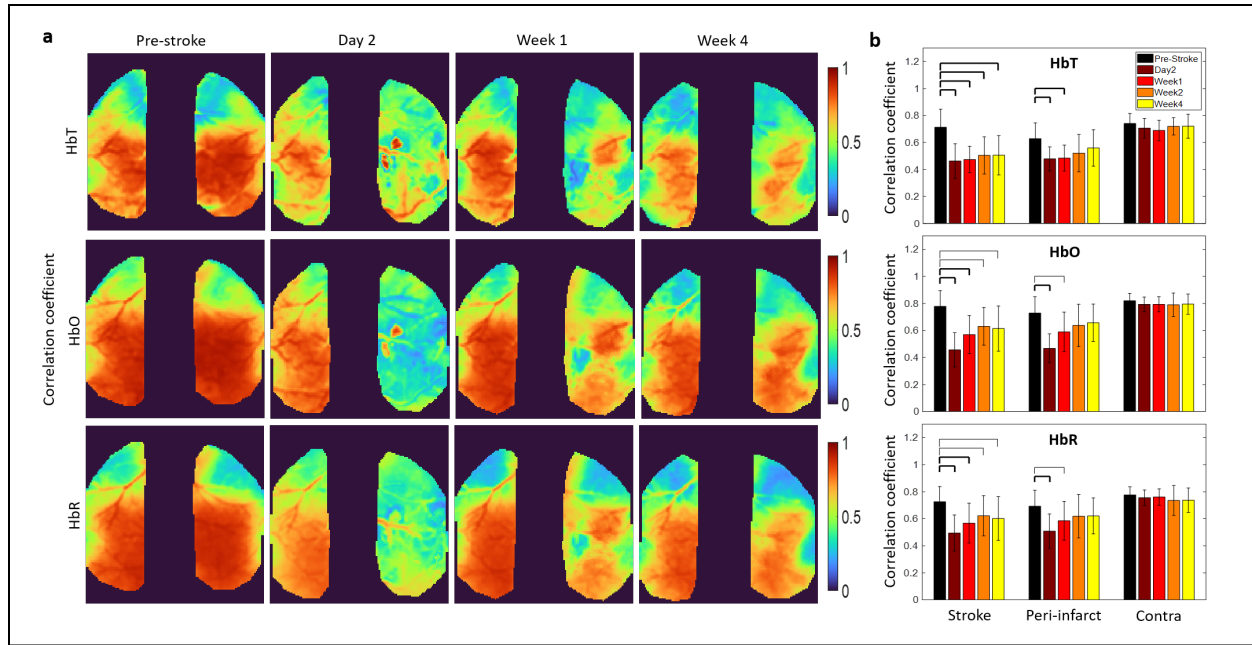 a
Pre-stroke Day 2 Week 1 Week 4
Correlation coefficient
HbT
1
0.5
0
HbO
1
0.5
0
HbR
1
0.5
0
b
HbT
Pre-Stroke
Day2
Week1
Week2
Week4
Correlation coefficient
1.2
1
0.8
0.6
0.4
0.2
0
HbO
Correlation coefficient
1.2
1
0.8
0.6
0.4
0.2
0
HbR
Correlation coefficient
1.2
1
0.8
0.6
0.4
0.2
0
Stroke Peri-infarct Contra